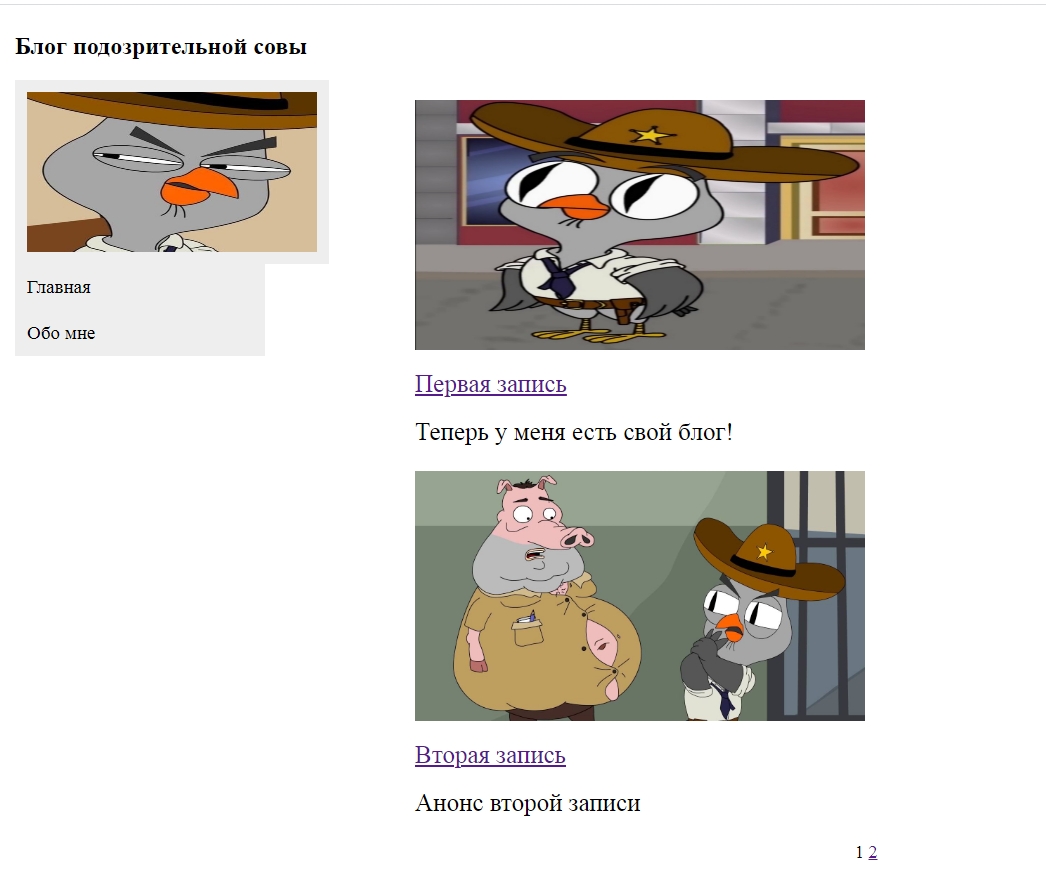 Блог подозрительной совы
Главная
Обо мне
Первая запись
Теперь у меня есть свой блог!
Вторая запись
Анонс второй записи
1 2